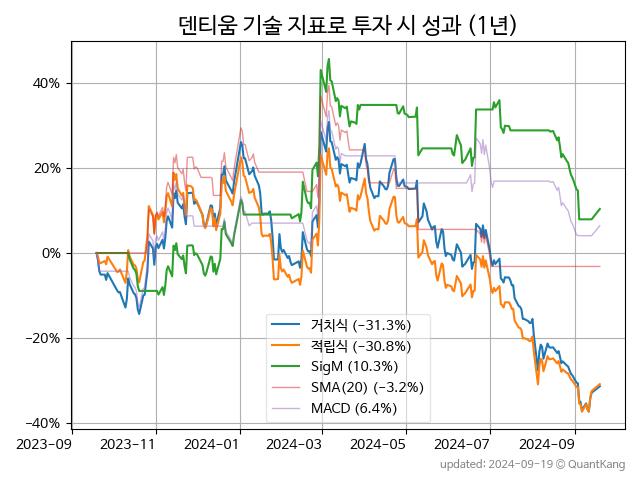 덴티움 기술 지표로 투자 시 성과 (1년)
40%
20%
0%
−20%
−40%
거치식 (−31.3%)
적립식 (−30.8%)
SigM (10.3%)
SMA(20) (−3.2%)
MACD (6.4%)
2023-09 2023-11 2024-01 2024-03 2024-05 2024-07 2024-09
updated: 2024-09-19 @ QuantKang